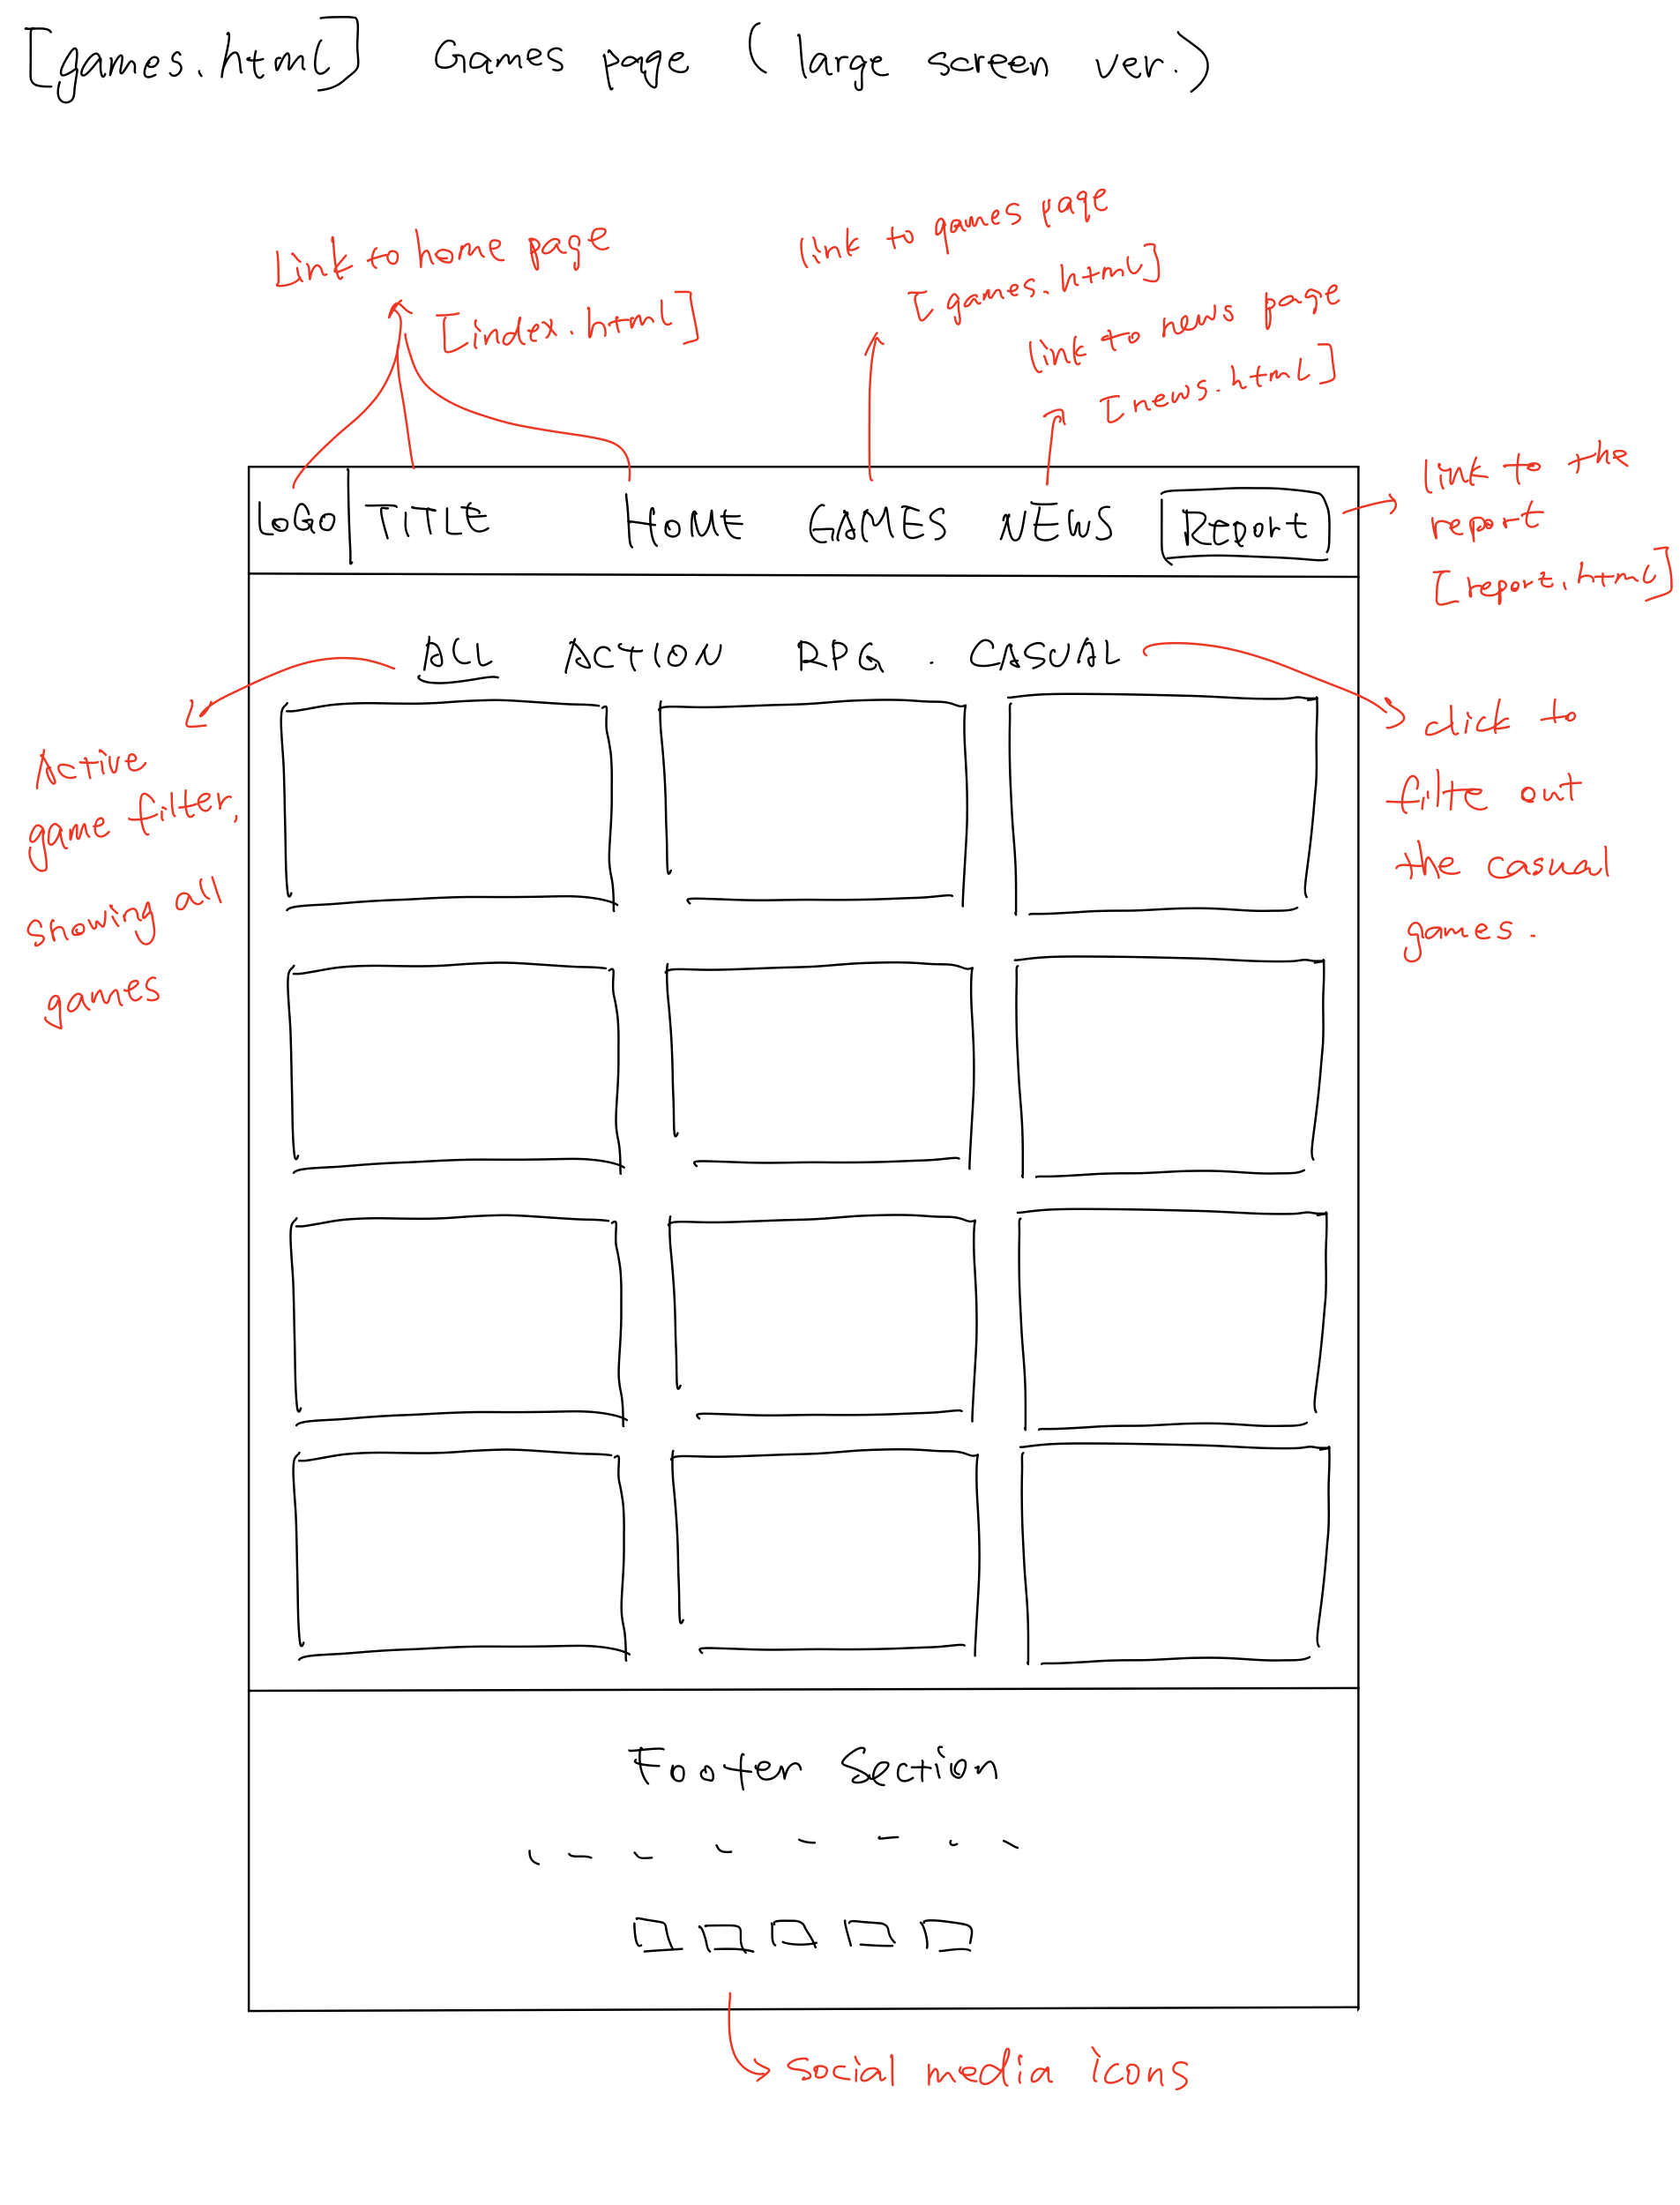 [games.html] Games page (large screen ver.)
link to games page
[games.html]
Link to home page
[index.html]
link to news page
[news.html]
link to the
report
[report.html]
LOGO TITLE HOME GAMES NEWS Report
ALL ACTION RPG . CASUAL
Active
game filter,
showing all
games
click to
filte out
the casual
games.
Footer Section
social media icons